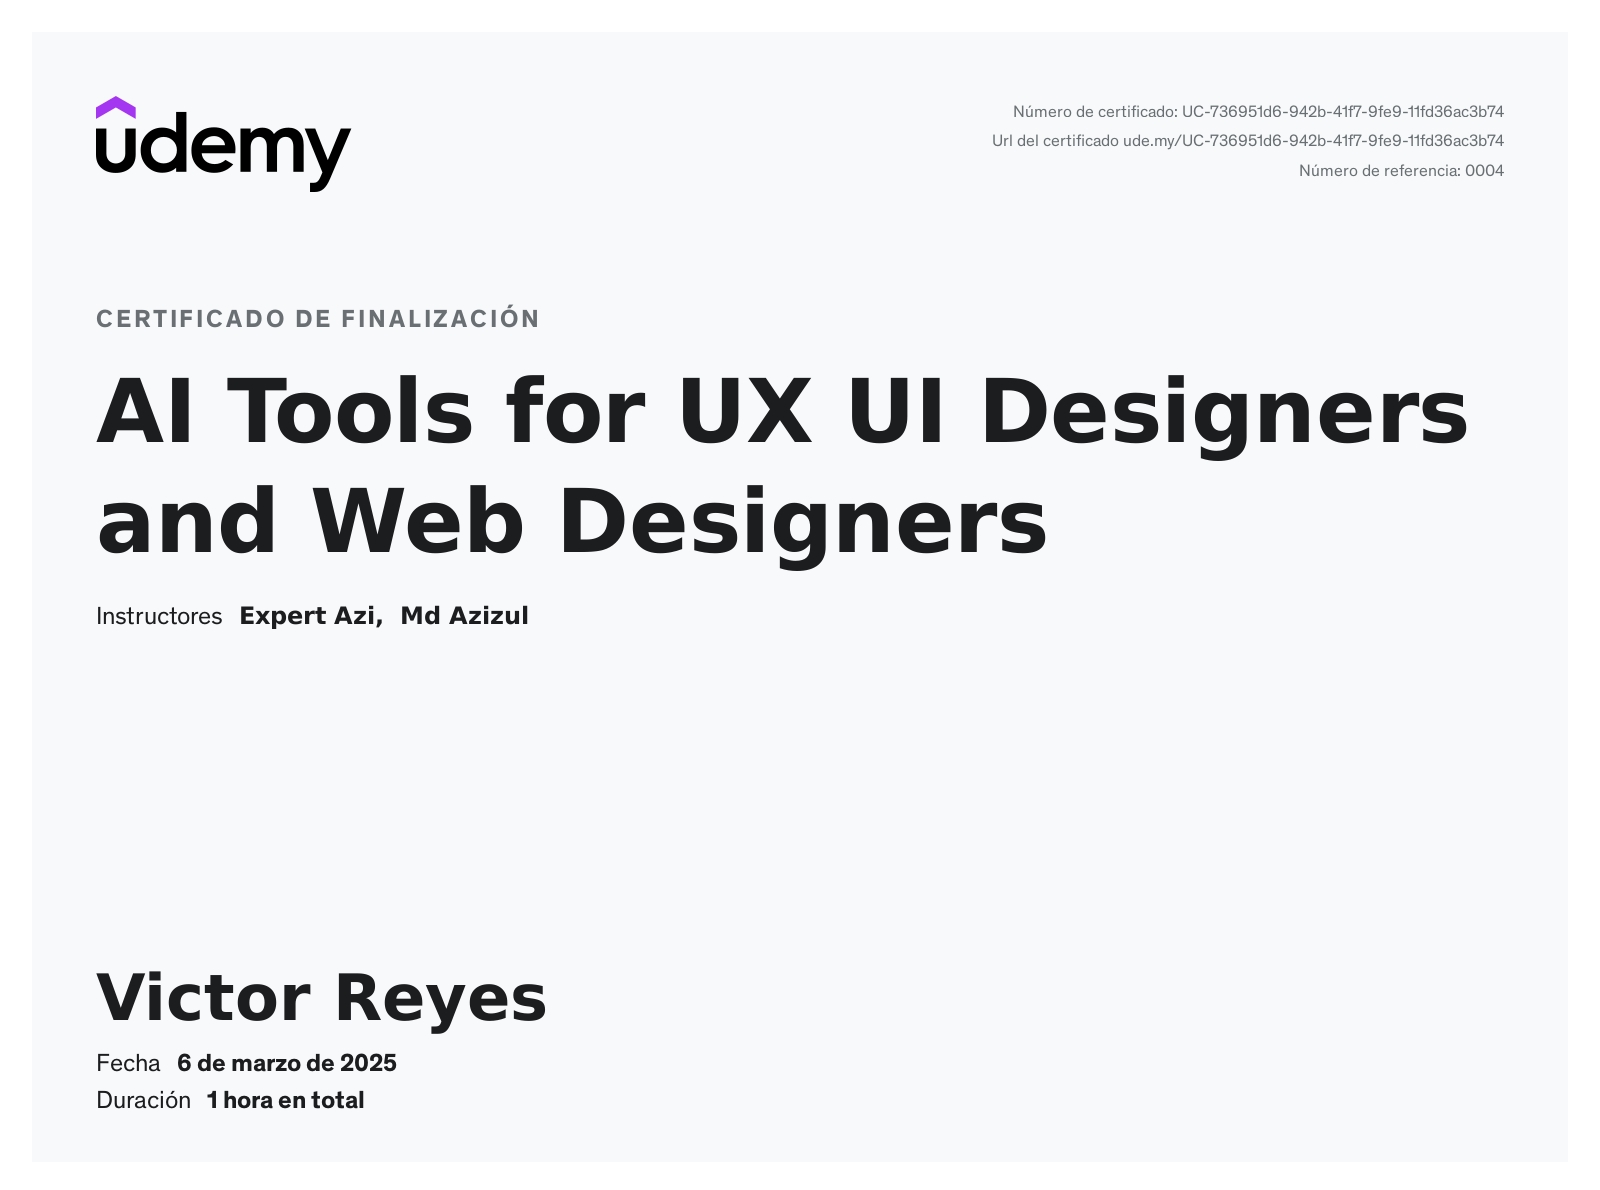 udemy
Número de certificado: UC-736951d6-942b-41f7-9fe9-11fd36ac3b74
Url del certificado ude.my/UC-736951d6-942b-41f7-9fe9-11fd36ac3b74
Número de referencia: 0004
CERTIFICADO DE FINALIZACIÓN
AI Tools for UX UI Designers
and Web Designers
Instructores Expert Azi, Md Azizul
Victor Reyes
Fecha 6 de marzo de 2025
Duración 1 hora en total